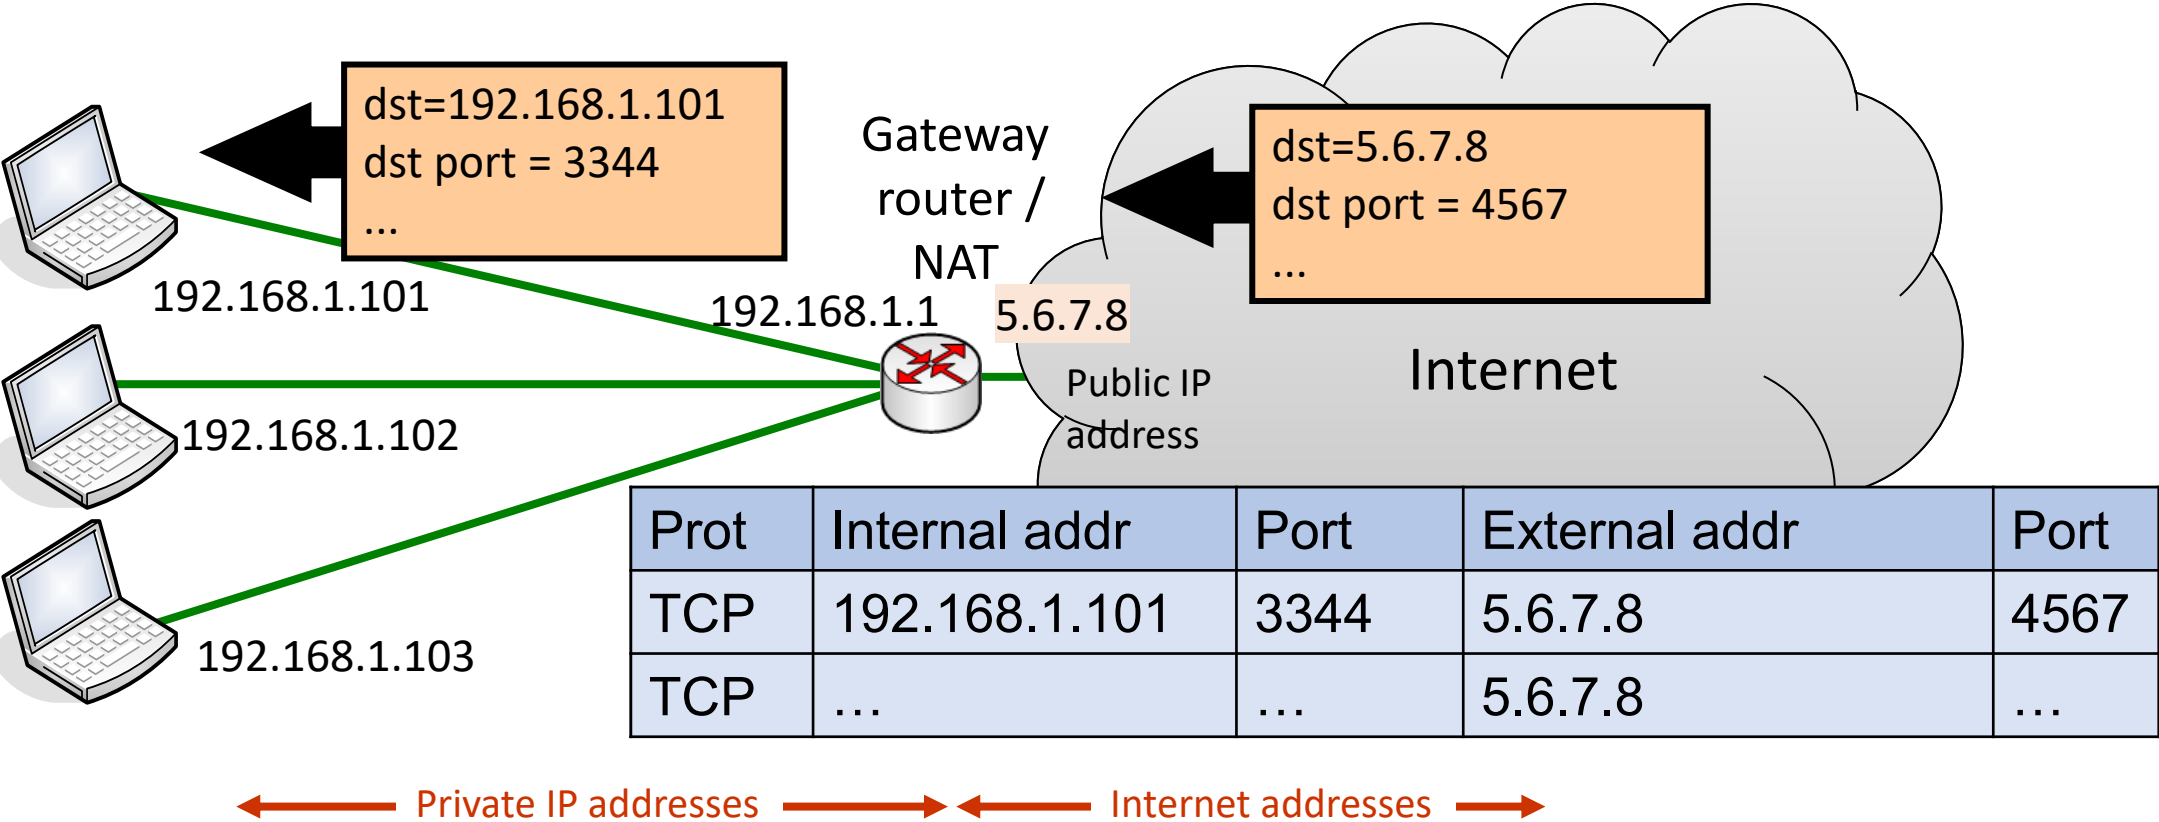 dst=192.168.1.101
dst port = 3344
...
Gateway
router /
NAT
dst=5.6.7.8
dst port = 4567
...
192.168.1.101
192.168.1.1
5.6.7.8
Internet
Public IP
address
192.168.1.102
192.168.1.103
Prot Internal addr Port External addr Port
TCP 192.168.1.101 3344 5.6.7.8 4567
TCP … … 5.6.7.8 …
Private IP addresses
Internet addresses